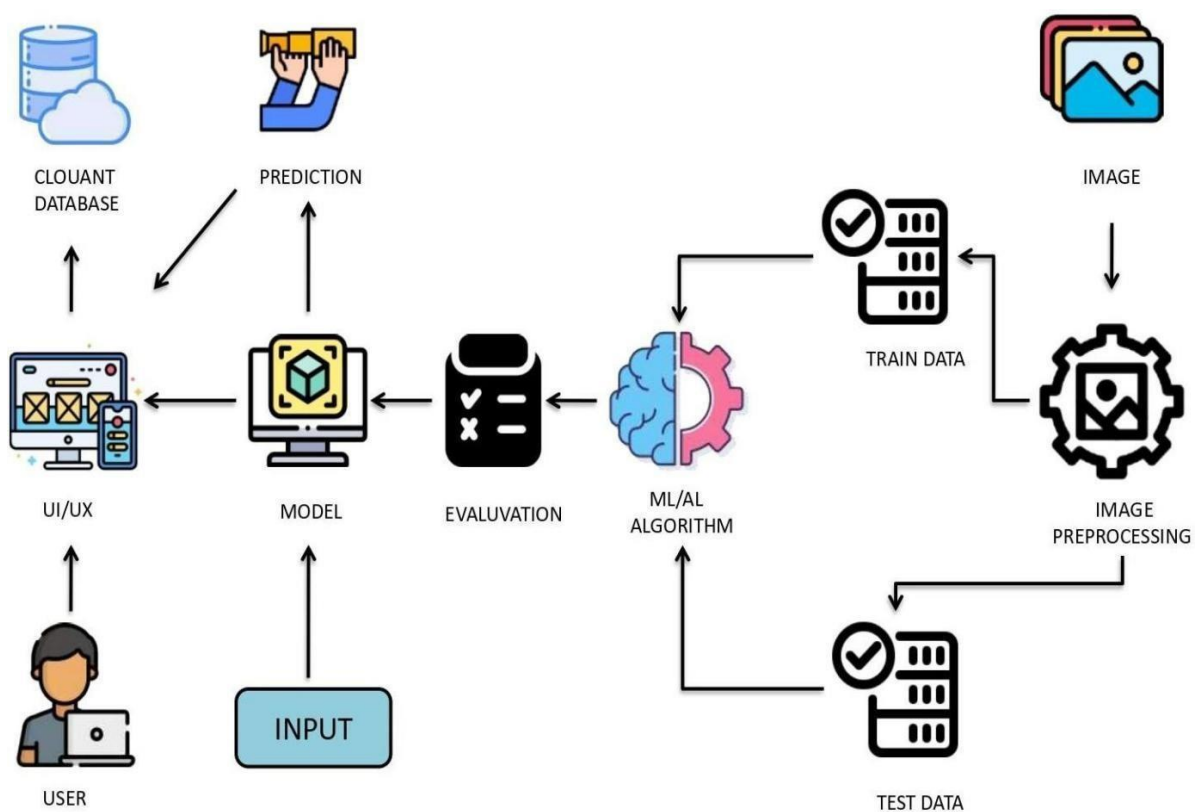 CLOUANT
DATABASE
PREDICTION
IMAGE
TRAIN DATA
UI/UX
MODEL
EVALUVATION
ML/AL
ALGORITHM
IMAGE
PREPROCESSING
INPUT
USER
TEST DATA